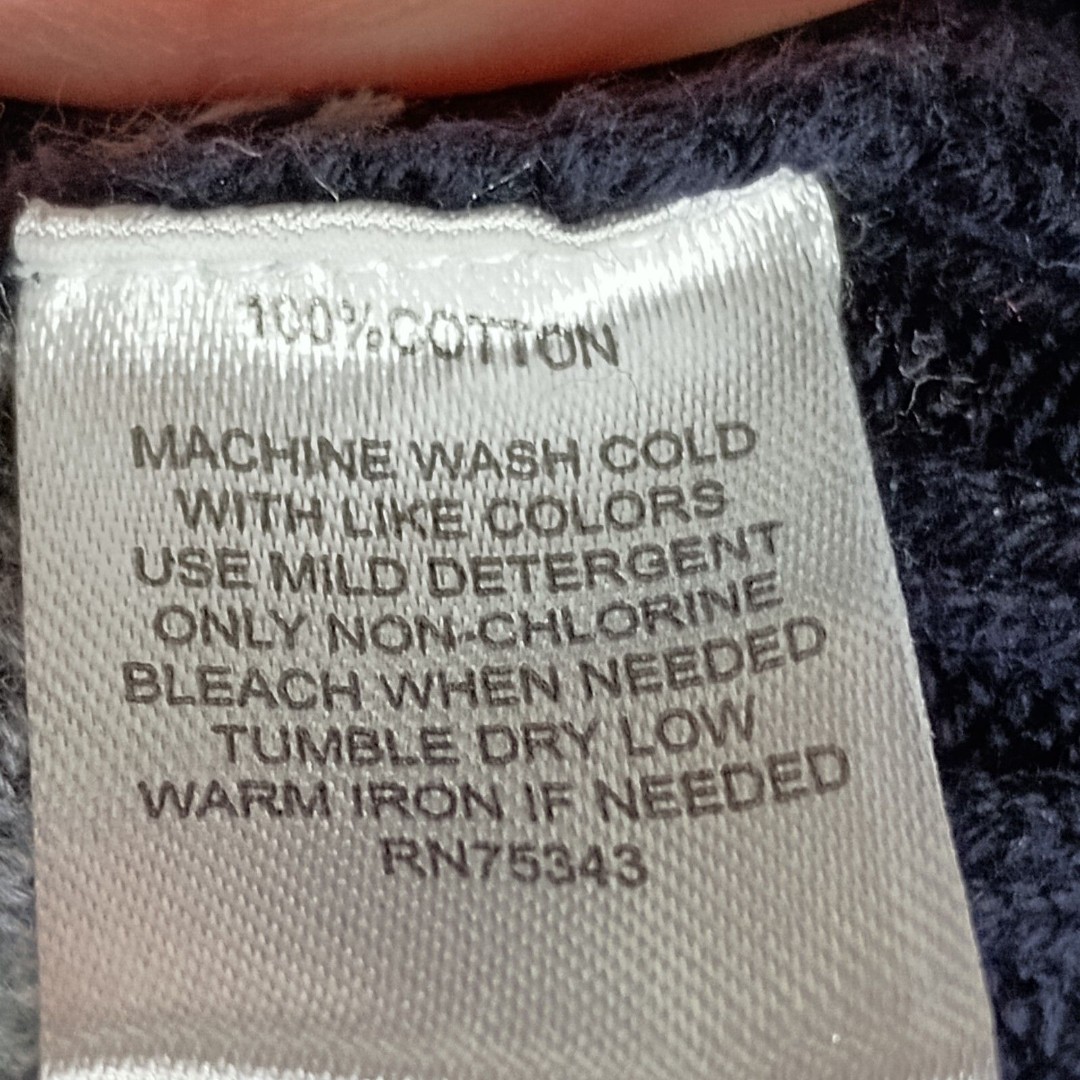 100%COTTON
MACHINE WASH COLD
WITH LIKE COLORS
USE MILD DETERGENT
ONLY NON-CHLORINE
BLEACH WHEN NEEDED
TUMBLE DRY LOW
WARM IRON IF NEEDED
RN75343